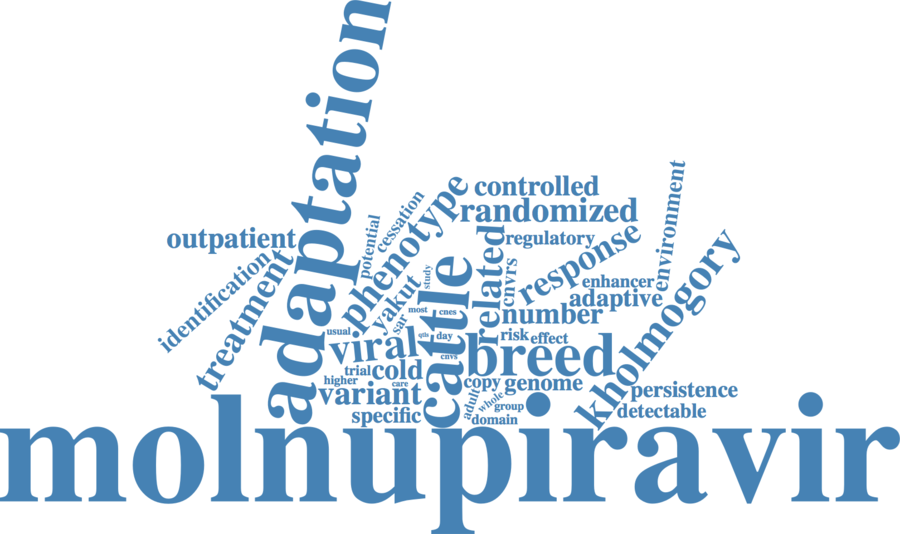 adaptation
controlled
randomized
phenotype
cessation
potential
outpatient
identification
treatment
regulatory
environment
response
related
cnvrs
enhancer
adaptive
number
kholmogory
yakut
study
cattle
sar
most
cnes
usual
viral
qtls
day
risk
effect
breed
cnvs
trial
cold
higher
care
variant
copy
genome
adult
whole
group
domain
specific
persistence
detectable
molnupiravir